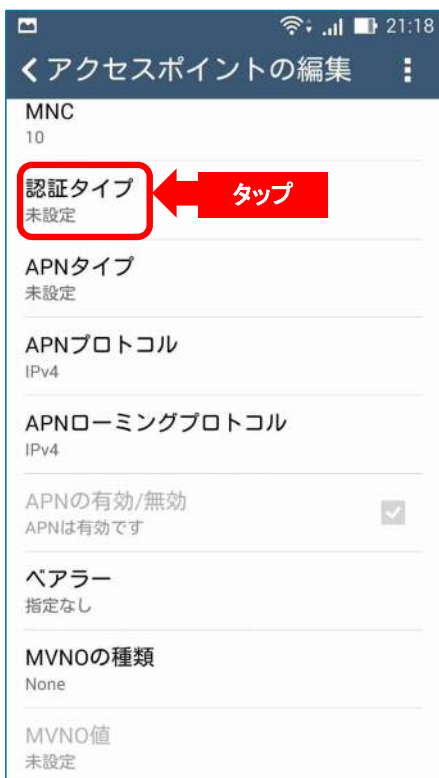 21:18
アクセスポイントの編集
MNC
10
認証タイプ
タップ
未設定
APNタイプ
未設定
APNプロトコル
IPv4
APNローミングプロトコル
IPv4
APNの有効/無効
APNは有効です
ベアラー
指定なし
MVNOの種類
None
MVNO値
未設定